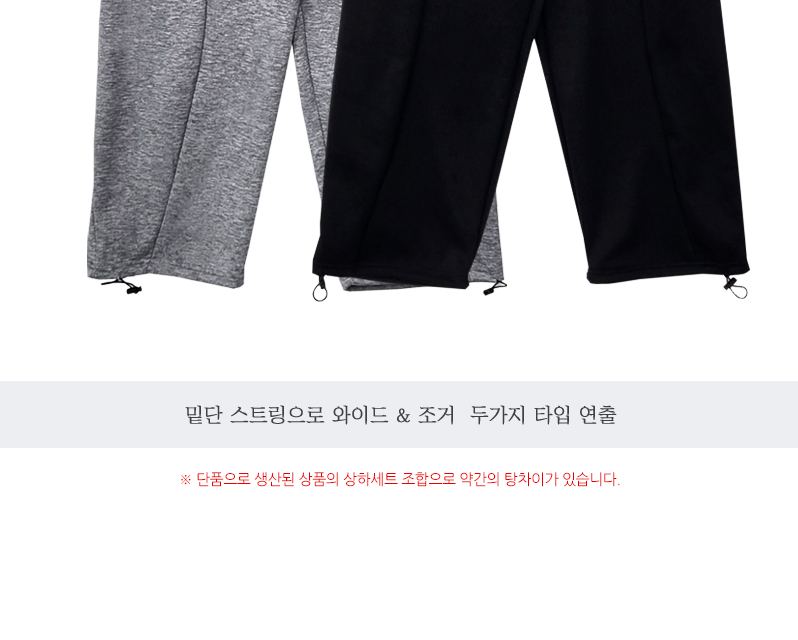 밑단 스트링으로 와이드 & 조거 두가지 타입 연출
※ 단품으로 생산된 상품의 상하세트 조합으로 약간의 탕차이가 있습니다.